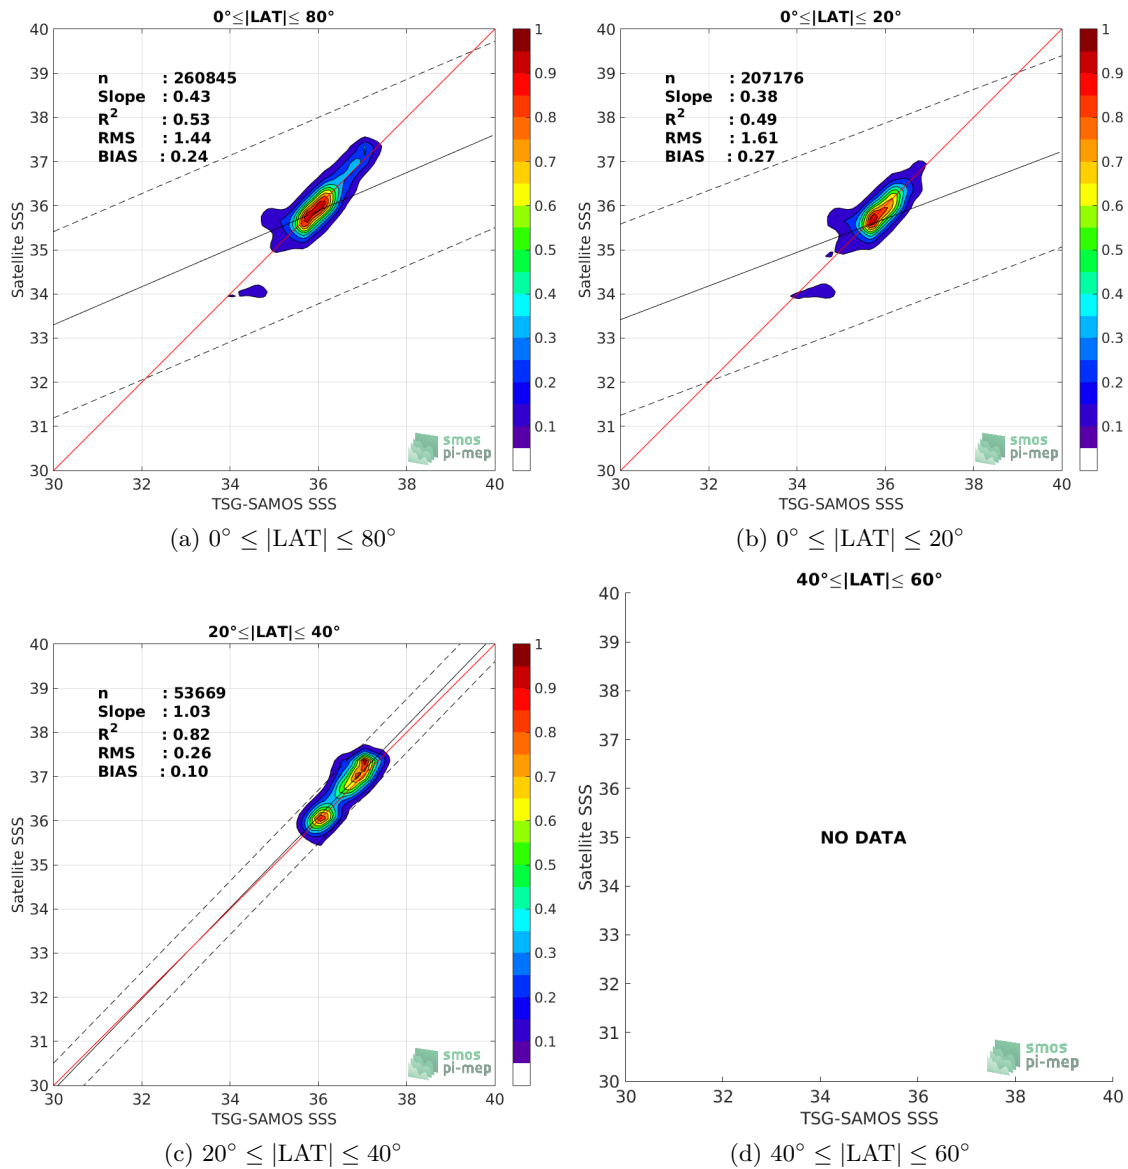 0°≤|LAT|≤ 80°
Satellite SSS
40
39
38
37
36
35
34
33
32
31
30
n : 260845
Slope : 0.43
R² : 0.53
RMS : 1.44
BIAS : 0.24
1
0.9
0.8
0.7
0.6
0.5
0.4
0.3
0.2
0.1
smos
pi-mep
30 32 34 36 38 40
TSG-SAMOS SSS
(a) 0° ≤ |LAT| ≤ 80°
0°≤|LAT|≤ 20°
Satellite SSS
40
39
38
37
36
35
34
33
32
31
30
n : 207176
Slope : 0.38
R² : 0.49
RMS : 1.61
BIAS : 0.27
1
0.9
0.8
0.7
0.6
0.5
0.4
0.3
0.2
0.1
smos
pi-mep
30 32 34 36 38 40
TSG-SAMOS SSS
(b) 0° ≤ |LAT| ≤ 20°
20°≤|LAT|≤ 40°
Satellite SSS
40
39
38
37
36
35
34
33
32
31
30
n : 53669
Slope : 1.03
R² : 0.82
RMS : 0.26
BIAS : 0.10
1
0.9
0.8
0.7
0.6
0.5
0.4
0.3
0.2
0.1
smos
pi-mep
30 32 34 36 38 40
TSG-SAMOS SSS
(c) 20° ≤ |LAT| ≤ 40°
40°≤|LAT|≤ 60°
Satellite SSS
40
39
38
37
36
35
34
33
32
31
30
NO DATA
smos
pi-mep
30 32 34 36 38 40
TSG-SAMOS SSS
(d) 40° ≤ |LAT| ≤ 60°